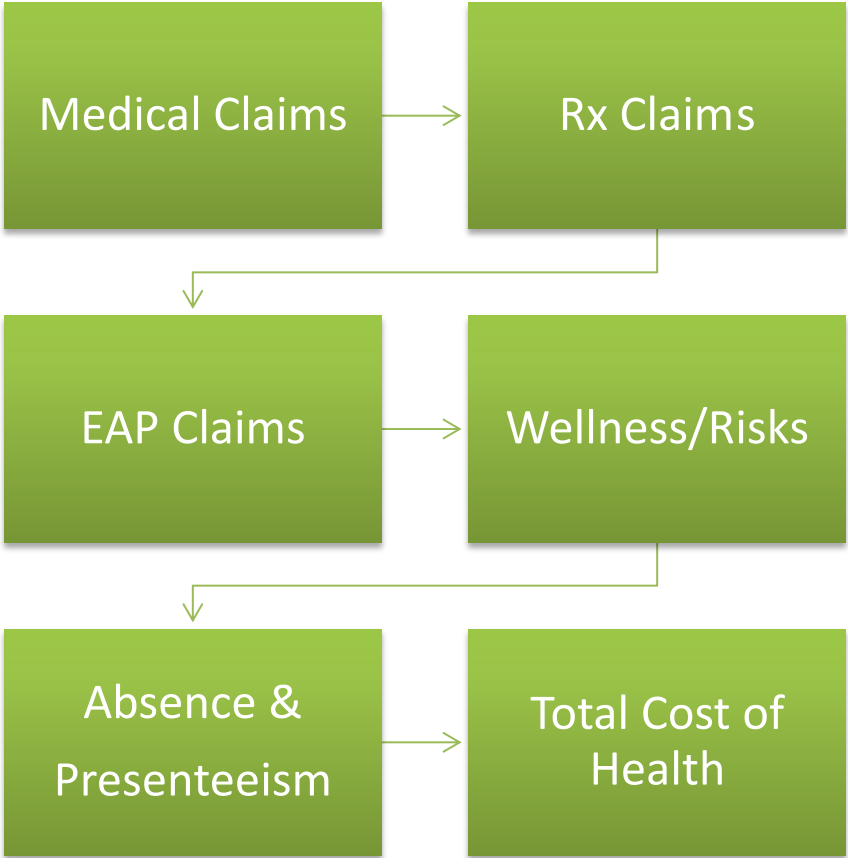 Medical Claims
Rx Claims
EAP Claims
Wellness/Risks
Absence &
Presenteeism
Total Cost of
Health